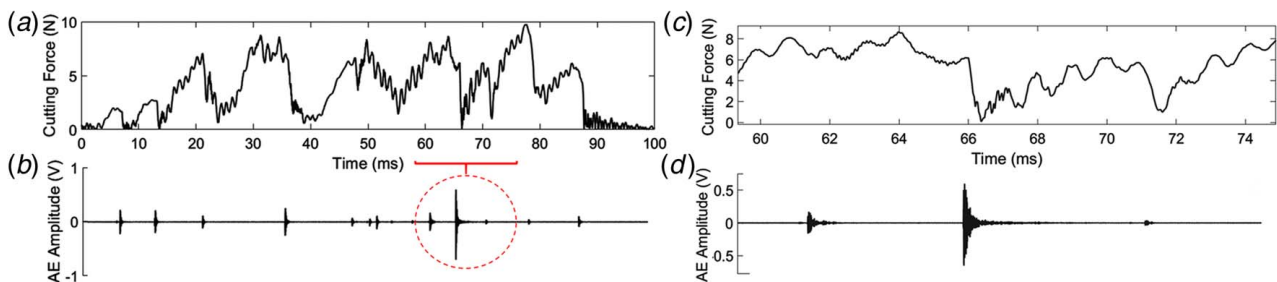 (a)
Cutting Force (N)
10
5
0
0 10 20 30 40 50 60 70 80 90 100
Time (ms)
(b)
AE Amplitude (V)
1
0
-1
(c)
Cutting Force (N)
8
6
4
2
0
60 62 64 66 68 70 72 74
Time (ms)
(d)
AE Amplitude (V)
0.5
0
-0.5